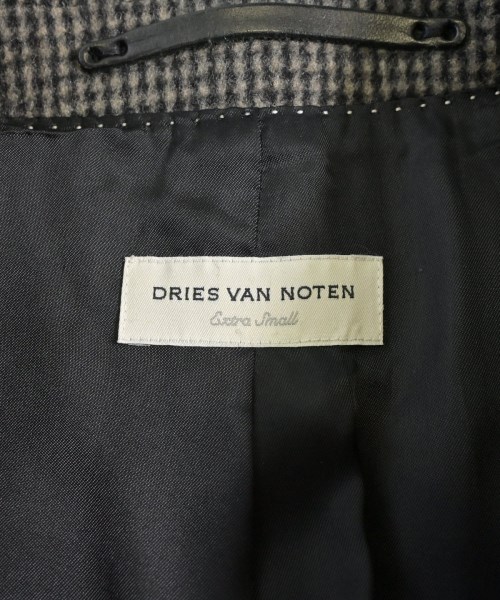 DRIES VAN NOTEN
Extra Small